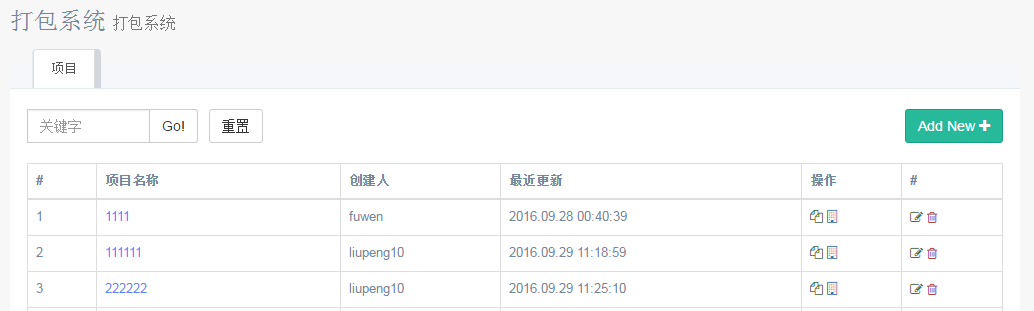 打包系统 打包系统
项目
关键字 Go! 重置 Add New
# 项目名称 创建人 最近更新 操作 #
1 1111 fuwen 2016.09.28 00:40:39
2 111111 liupeng10 2016.09.29 11:18:59
3 222222 liupeng10 2016.09.29 11:25:10